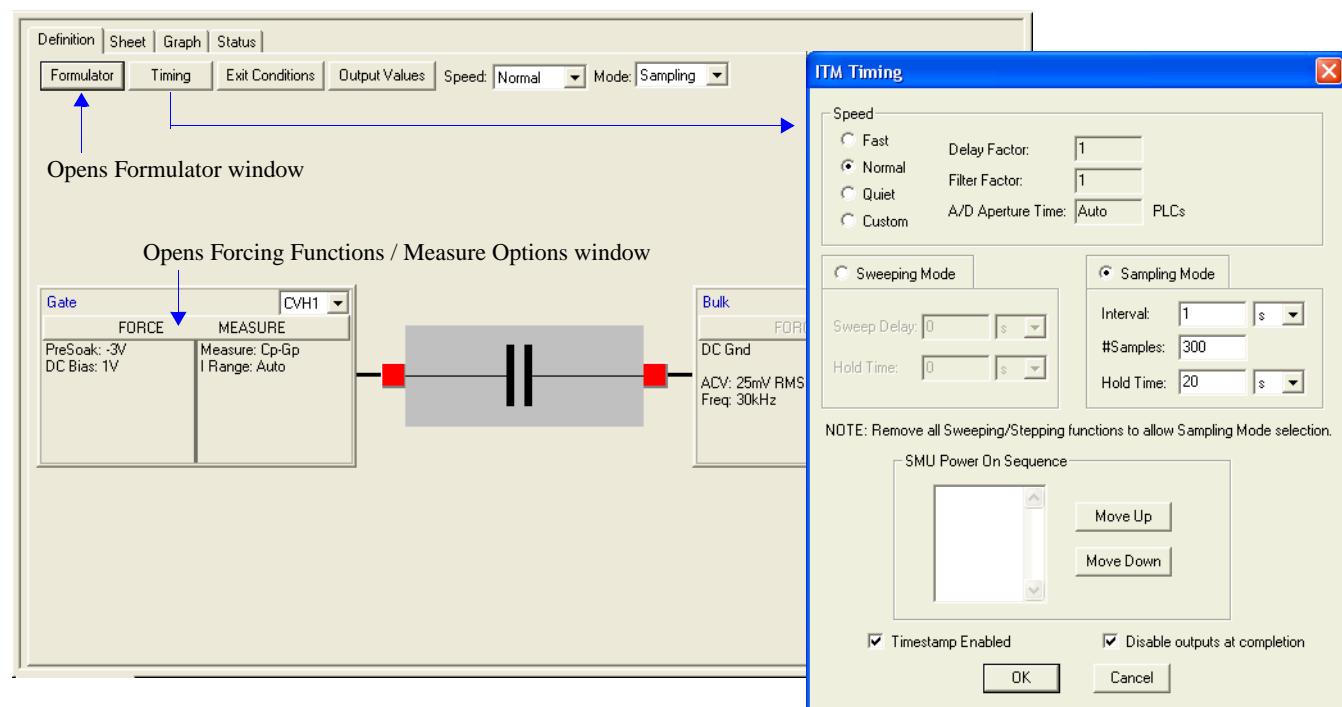 Definition Sheet Graph Status
Formulator Timing Exit Conditions Output Values Speed: Normal Mode: Sampling
Opens Formulator window
Opens Forcing Functions / Measure Options window
Gate CVH1
FORCE MEASURE
PreSoak: -3V Measure: Cp-Gp
DC Bias: 1V I Range: Auto
Bulk
FORC
DC Gnd
ACV: 25mV RMS
Freq: 30kHz
ITM Timing
Speed
Fast
Normal
Quiet
Custom
Delay Factor: 1
Filter Factor: 1
A/D Aperture Time: Auto PLCs
Sweeping Mode
Sweep Delay: 0 s
Hold Time: 0 s
Sampling Mode
Interval: 1 s
#Samples: 300
Hold Time: 20 s
NOTE: Remove all Sweeping/Stepping functions to allow Sampling Mode selection.
SMU Power On Sequence
Move Up
Move Down
Timestamp Enabled Disable outputs at completion
OK Cancel